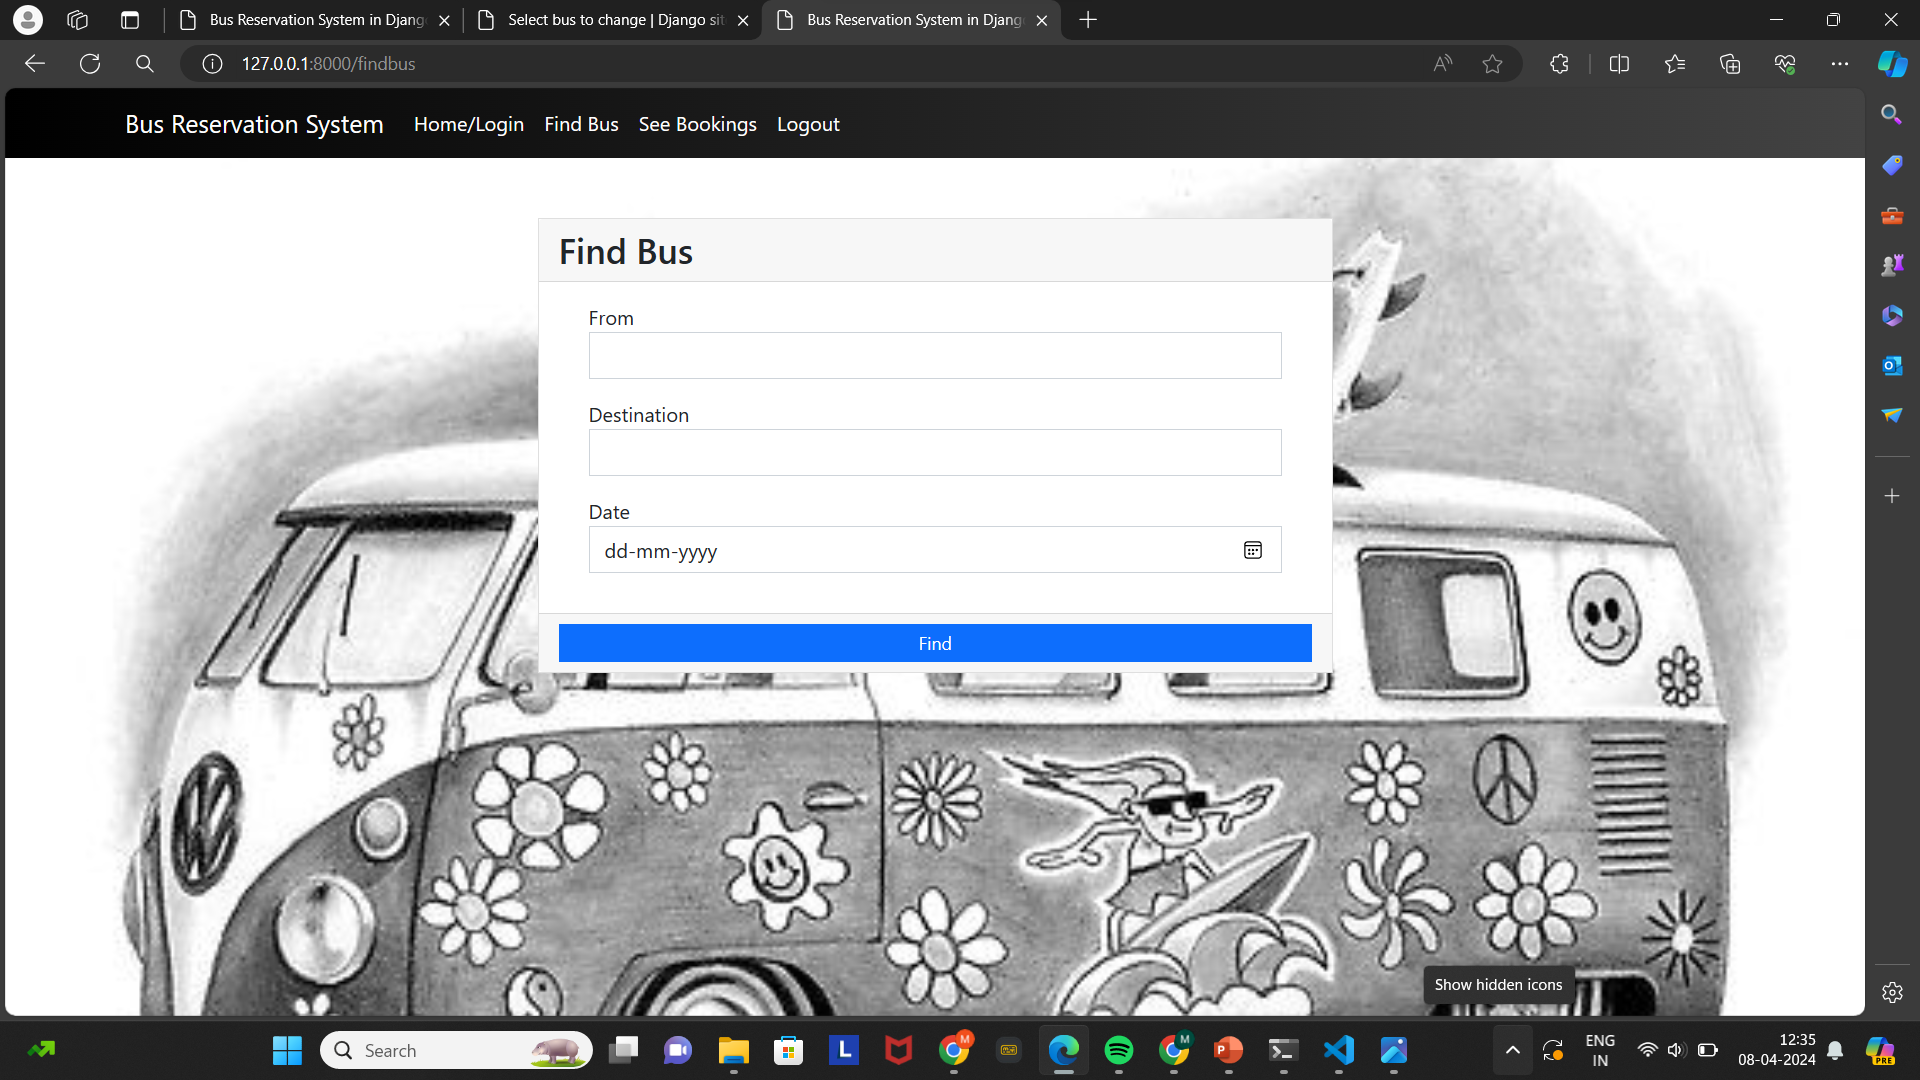 Bus Reservation System in Djang
Select bus to change | Django sit
Bus Reservation System in Djang
127.0.0.1:8000/findbus
Bus Reservation System
Home/Login
Find Bus
See Bookings
Logout
Find Bus
From
Destination
Date
dd-mm-yyyy
Find
Show hidden icons
Search
L
M
M
P
ENG
IN
12:35
08-04-2024
PRE